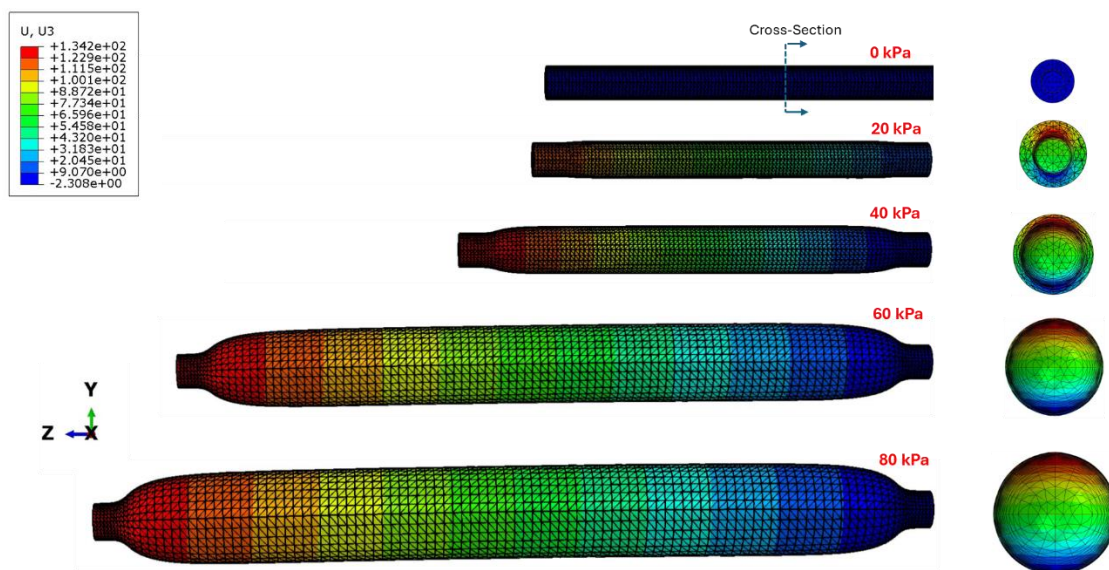 U, U3
+1.342e+02
+1.229e+02
+1.115e+02
+1.001e+02
+8.872e+01
+7.734e+01
+6.596e+01
+5.458e+01
+4.320e+01
+3.183e+01
+2.045e+01
+9.070e+00
-2.308e+00
Cross-Section
0 kPa
20 kPa
40 kPa
60 kPa
Y
Z X
80 kPa